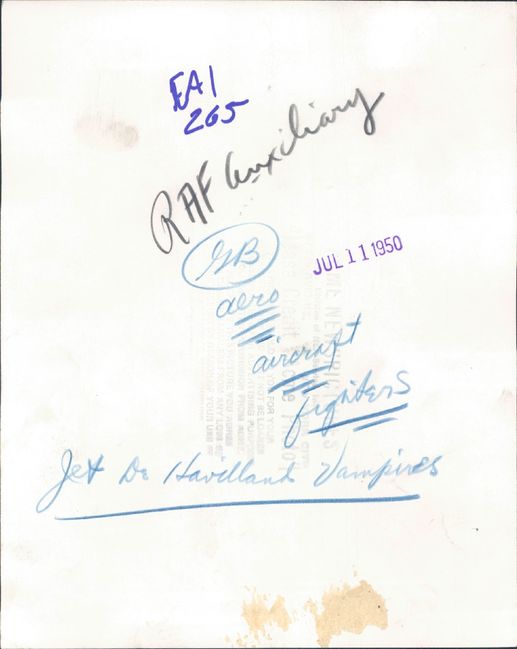 EA1
265
RAF Auxiliary
GB
JUL 11 1950
aero
aircraft
fighters
Jet De Havilland Vampires